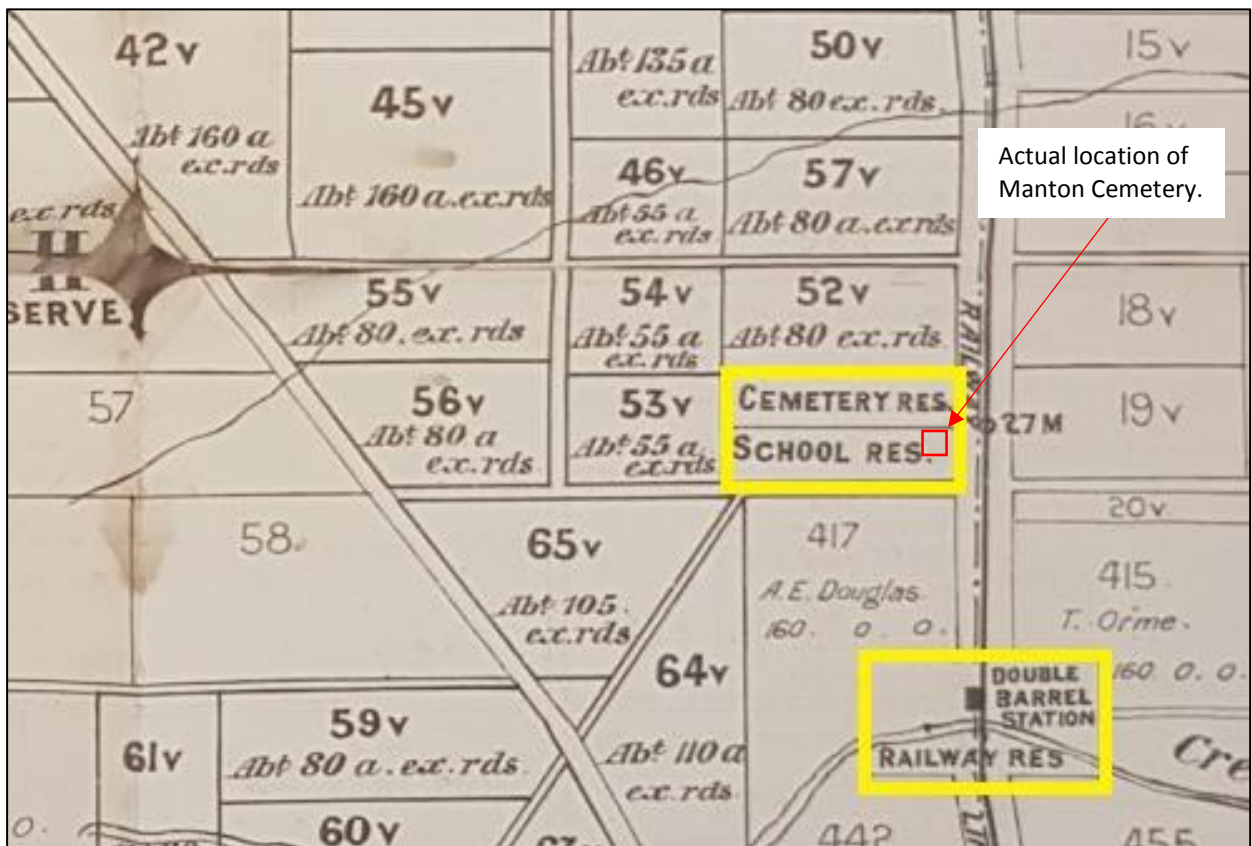 42v
Abt 160 a
ex.rds
45v
Abt 160 a.ex.rds
Abt 135 a
ex.rds
50v
Abt 80 ex. rds.
15v
16v
46v
Abt 55 a
ex.rds
57v
Abt 80 a.ex.rds
Actual location of
Manton Cemetery.
ex.rds
H
SERVE
55v
Abt 80. ex. rds
54v
Abt 55 a
ex.rds
52v
Abt 80 ex.rds
18v
57
56v
Abt 80 a
ex.rds
53v
Abt 55 a.
ex.rds
CEMETERY RES.
SCHOOL RES.
27M
19v
58.
65v
Abt 105.
ex.rds
417
A.E. Douglas.
160. 0 0.
20v
415.
T. Orme.
160. 0. 0.
64v
Abt 110 a
ex. rds
DOUBLE
BARREL
STATION
RAILWAY RES
Cre
61v
59v
Abt 80 a. ex. rds.
60v
442
455